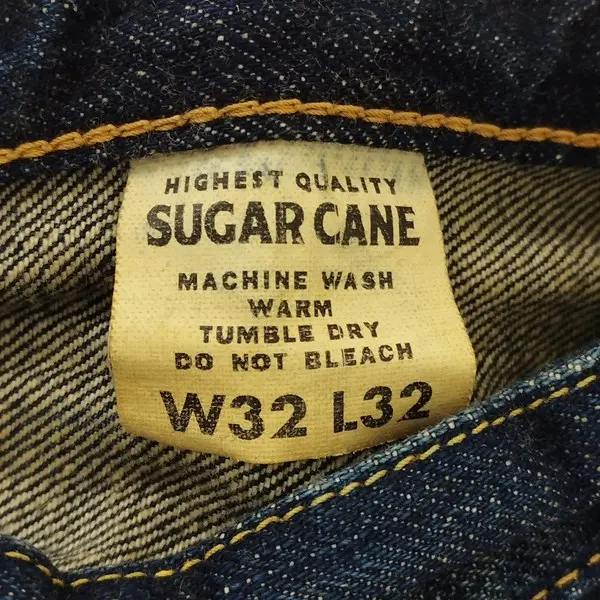 HIGHEST QUALITY
SUGAR CANE
MACHINE WASH
WARM
TUMBLE DRY
DO NOT BLEACH
W32 L32